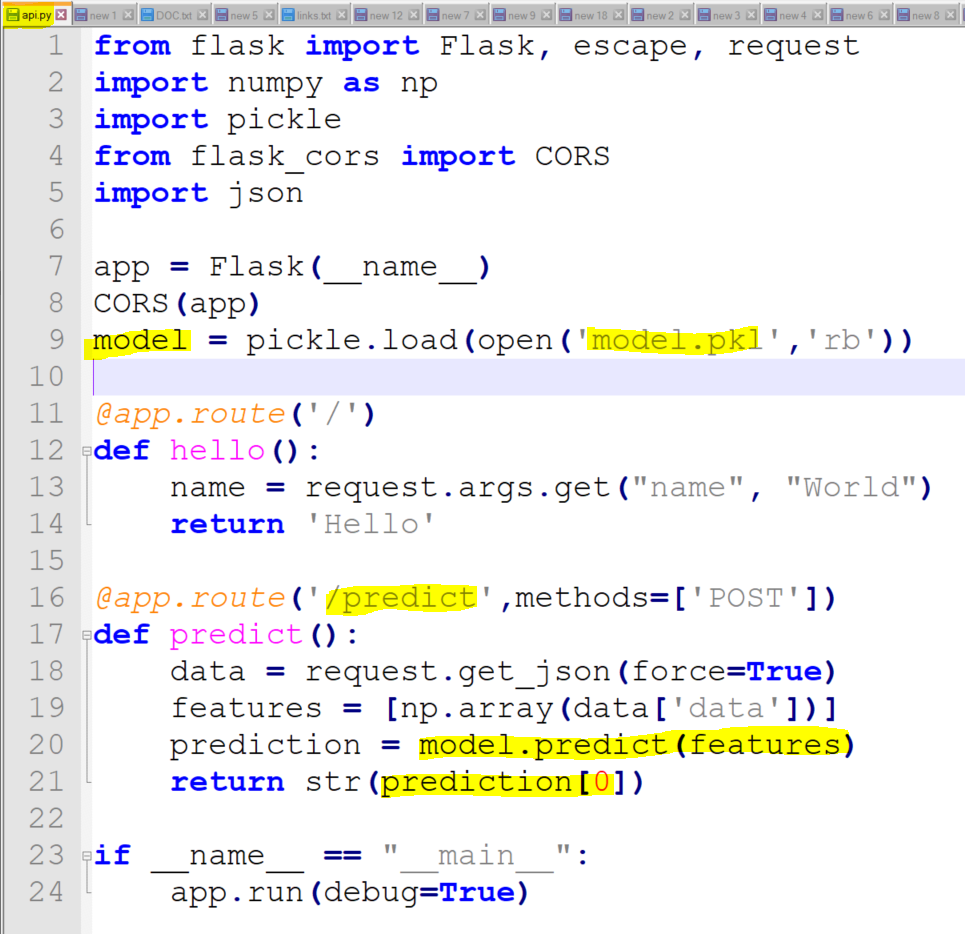 api.py new 1 DOC.txt new 5 links.txt new 12 new 7 new 9 new 18 new 2 new 3 new 4 new 6 new 8
1 from flask import Flask, escape, request
2 import numpy as np
3 import pickle
4 from flask_cors import CORS
5 import json
6
7 app = Flask(__name__)
8 CORS(app)
9 model = pickle.load(open('model.pkl','rb'))
10
11 @app.route('/')
12 def hello():
13     name = request.args.get("name", "World")
14     return 'Hello'
15
16 @app.route('/predict',methods=['POST'])
17 def predict():
18     data = request.get_json(force=True)
19     features = [np.array(data['data'])]
20     prediction = model.predict(features)
21     return str(prediction[0])
22
23 if __name__ == "__main__":
24     app.run(debug=True)